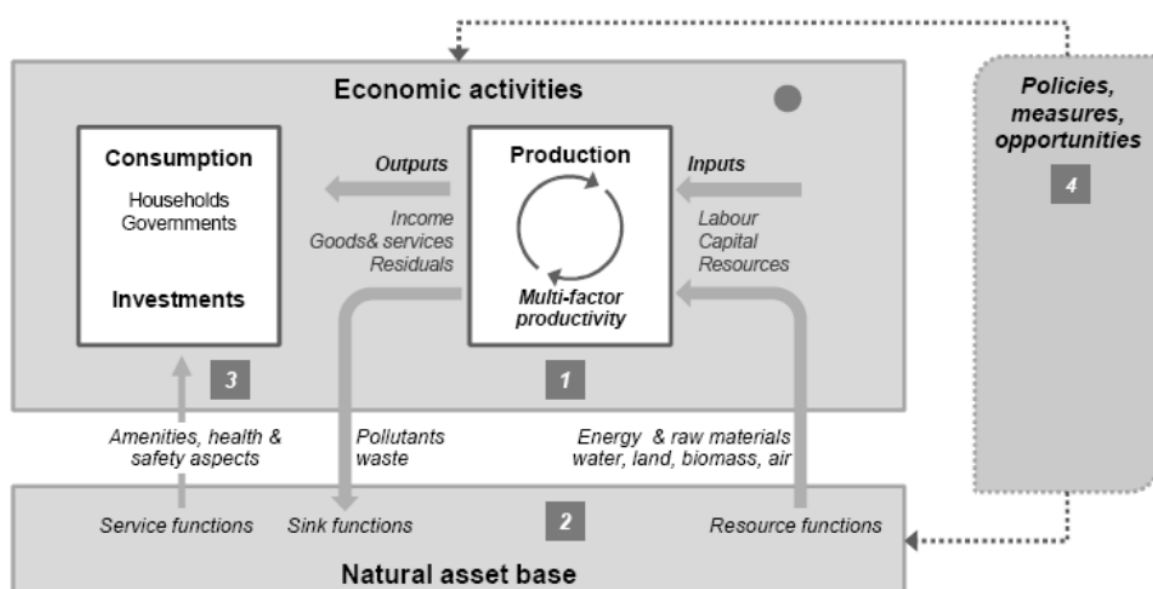 Economic activities
Policies,
measures,
opportunities
4
Consumption
Households
Governments
Investments
3
Outputs
Income
Goods& services
Residuals
Production
Multi-factor
productivity
1
Inputs
Labour
Capital
Resources
Amenities, health &
safety aspects
Pollutants
waste
Energy & raw materials
water, land, biomass, air
Service functions
Sink functions
2
Resource functions
Natural asset base